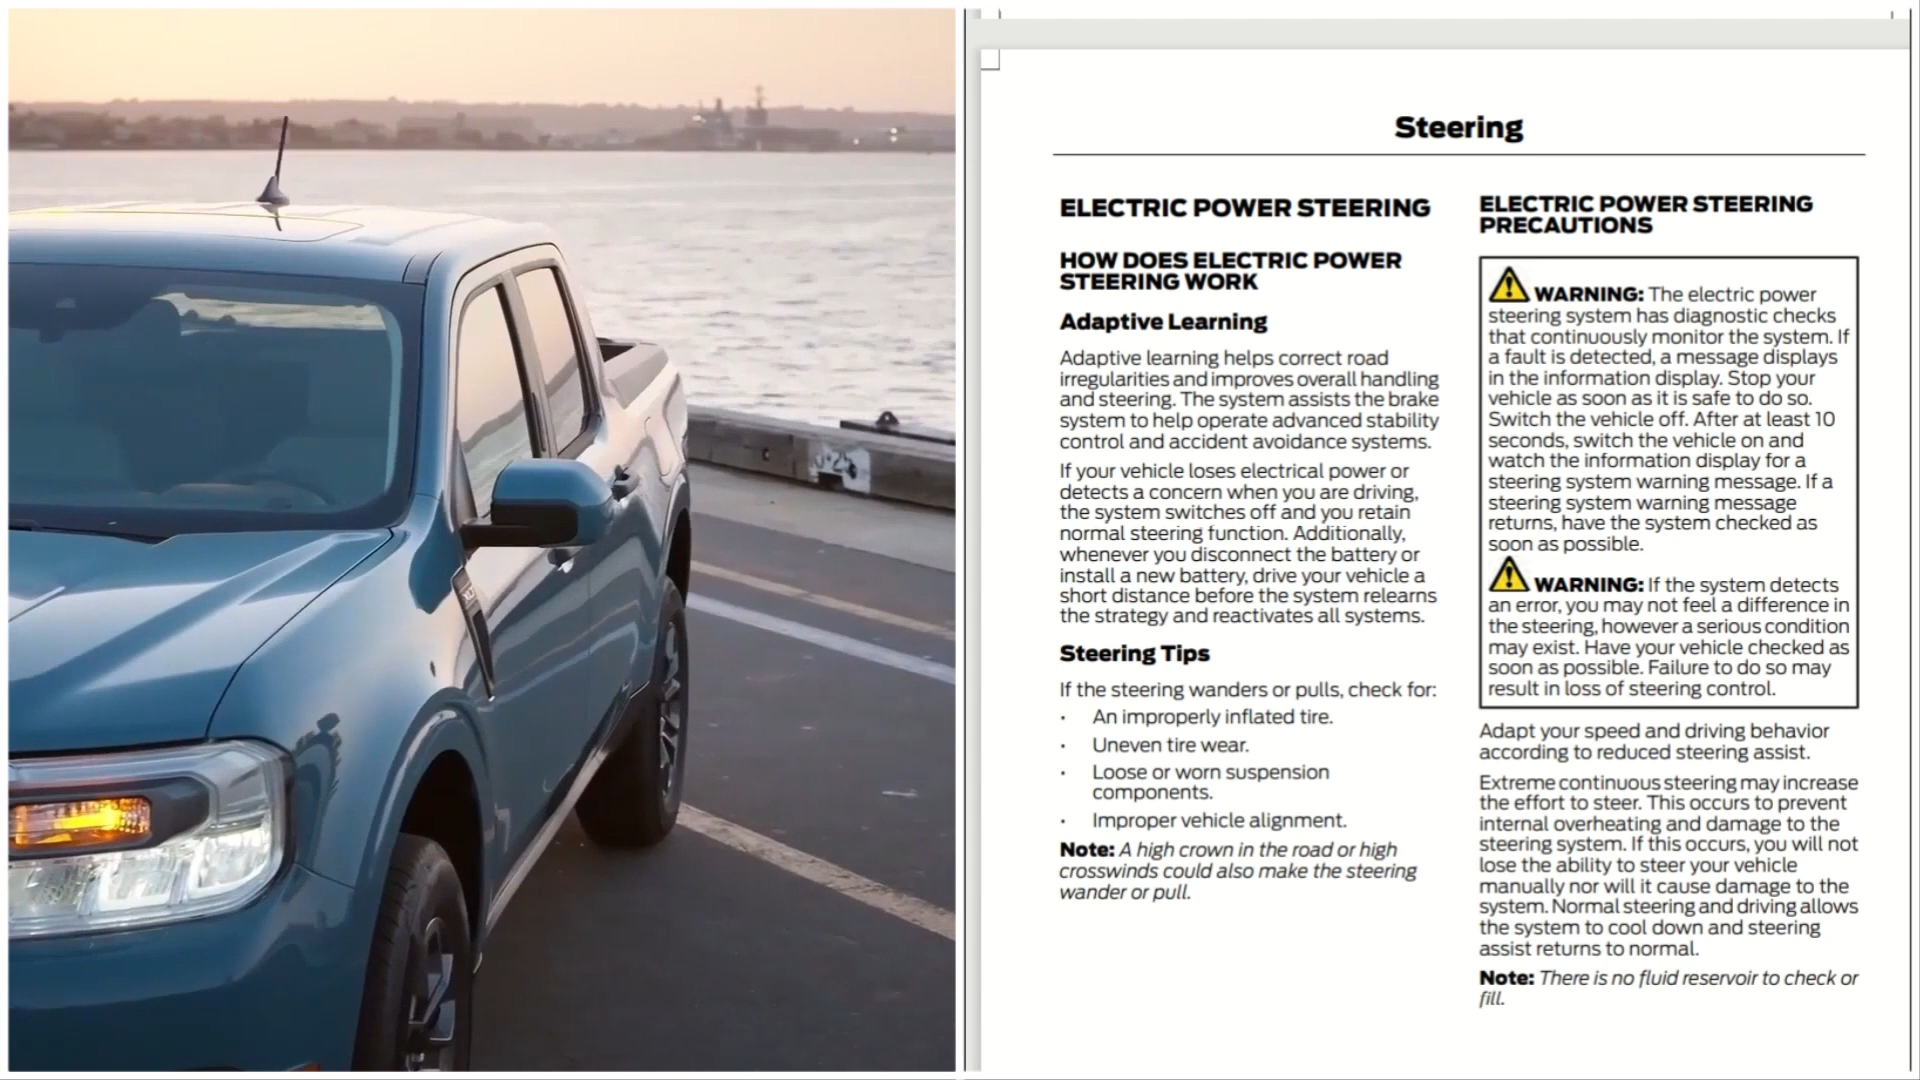 Steering
ELECTRIC POWER STEERING
HOW DOES ELECTRIC POWER
STEERING WORK
Adaptive Learning
Adaptive learning helps correct road
irregularities and improves overall handling
and steering. The system assists the brake
system to help operate advanced stability
control and accident avoidance systems.
If your vehicle loses electrical power or
detects a concern when you are driving,
the system switches off and you retain
normal steering function. Additionally,
whenever you disconnect the battery or
install a new battery, drive your vehicle a
short distance before the system relearns
the strategy and reactivates all systems.
Steering Tips
If the steering wanders or pulls, check for:
· An improperly inflated tire.
· Uneven tire wear.
· Loose or worn suspension
components.
· Improper vehicle alignment.
Note: A high crown in the road or high
crosswinds could also make the steering
wander or pull.
ELECTRIC POWER STEERING
PRECAUTIONS
WARNING: The electric power
steering system has diagnostic checks
that continuously monitor the system. If
a fault is detected, a message displays
in the information display. Stop your
vehicle as soon as it is safe to do so.
Switch the vehicle off. After at least 10
seconds, switch the vehicle on and
watch the information display for a
steering system warning message. If a
steering system warning message
returns, have the system checked as
soon as possible.
WARNING: If the system detects
an error, you may not feel a difference in
the steering, however a serious condition
may exist. Have your vehicle checked as
soon as possible. Failure to do so may
result in loss of steering control.
Adapt your speed and driving behavior
according to reduced steering assist.
Extreme continuous steering may increase
the effort to steer. This occurs to prevent
internal overheating and damage to the
steering system. If this occurs, you will not
lose the ability to steer your vehicle
manually nor will it cause damage to the
system. Normal steering and driving allows
the system to cool down and steering
assist returns to normal.
Note: There is no fluid reservoir to check or
fill.